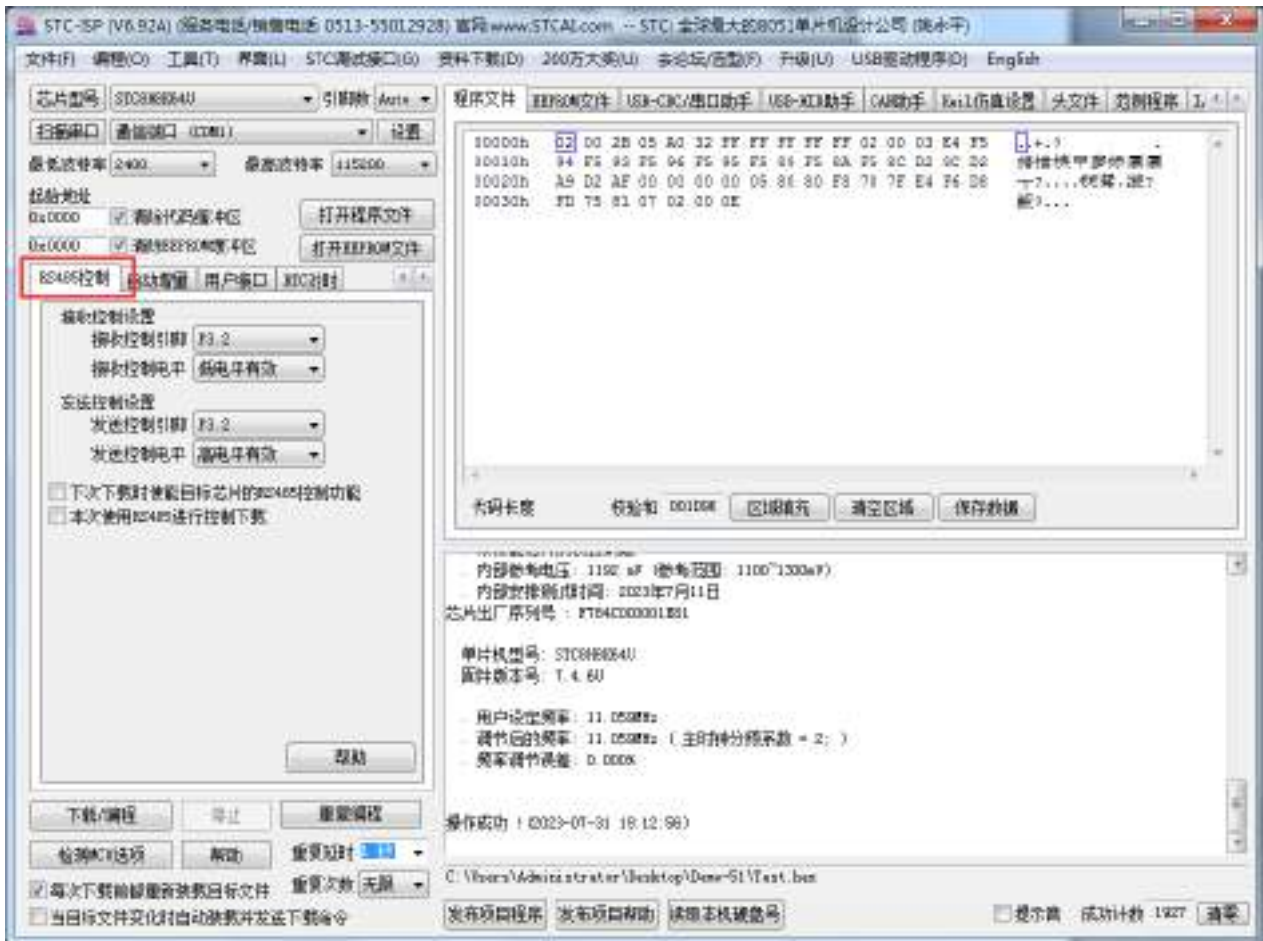 STC-ISP (V6.92A) (服务电话/销售电话: 0513-55012928) 官网:www.STCAI.com -- STC) 全球最大的8051单片机设计公司 (姚永平)
文件(F) 编程(O) 工具(T) 界面(L) STC调试接口(G) 资料下载(D) 200万大奖(U) 去论坛/选型(F) 升级(U) USB驱动程序(D) English
芯片型号 STC8H8K64U 引脚数 Auto
扫描串口 通信端口 (COM1) 设置
最低波特率 2400 最高波特率 115200
起始地址
0x0000 清除代码缓冲区 打开程序文件
0x0000 清除EEPROM缓冲区 打开EEPROM文件
RS485控制 自动增量 用户接口 RTC对时
接收控制设置
接收控制引脚 P3.2
接收控制电平 低电平有效
发送控制设置
发送控制引脚 P3.2
发送控制电平 高电平有效
下次下载时使能目标芯片的RS485控制功能
本次使用RS485进行控制下载
帮助
下载/编程 停止 重复编程
检测MCU选项 帮助 重复延时
每次下载前都重新装载目标文件 重复次数 无限
当目标文件变化时自动装载并发送下载命令
程序文件 EEPROM文件 USB-CDC/串口助手 USB-HID助手 CAN助手 Keil仿真设置 头文件 范例程序
00000h 02 00 2B 05 A0 32 FF FF FF FF FF 02 00 03 E4 F5
00010h 94 F5 93 F5 96 F5 95 F5 89 F5 8A F5 8C D2 8C D2
00020h A9 D2 AF 00 00 00 00 05 86 80 F8 78 7F E4 F6 D8
00030h FD 75 81 07 02 00 0E
代码长度 校验和 区域填充 清空区域 保存数据
内部参考电压: 1192 mV (参考范围: 1100~1300mV)
内部安排测试时间: 2023年7月11日
芯片出厂序列号 :
单片机型号: STC8H8K64U
固件版本号: 7.4.6U
用户设定频率: 11.059MHz
调节后的频率: 11.059MHz ( 主时钟分频系数 = 2; )
频率调节误差: 0.000%
操作成功 !(2023-07-31 18:12:56)
C:\Users\Administrator\Desktop\Demo-51\Test.hex
发布项目程序 发布项目帮助 读取本机硬盘号 提示音 成功计数 1927 清零